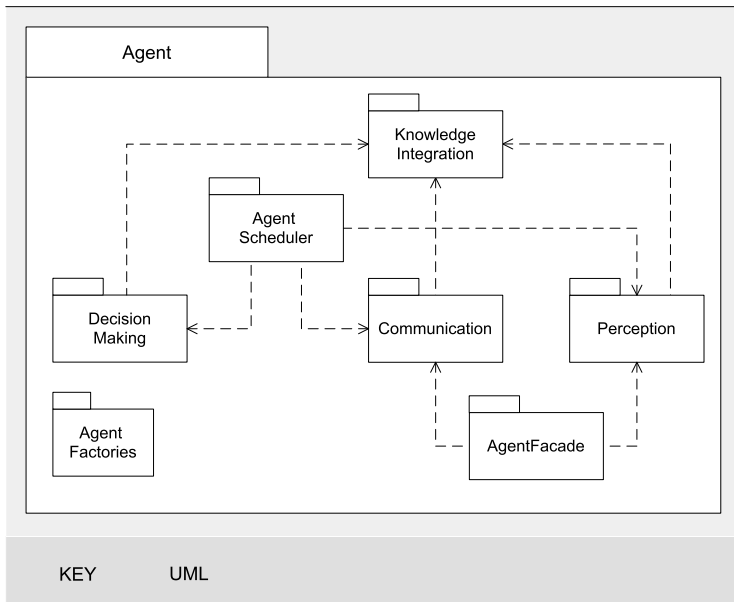 Agent
Knowledge
Integration
Agent
Scheduler
Decision
Making
Communication
Perception
Agent
Factories
AgentFacade
KEY UML